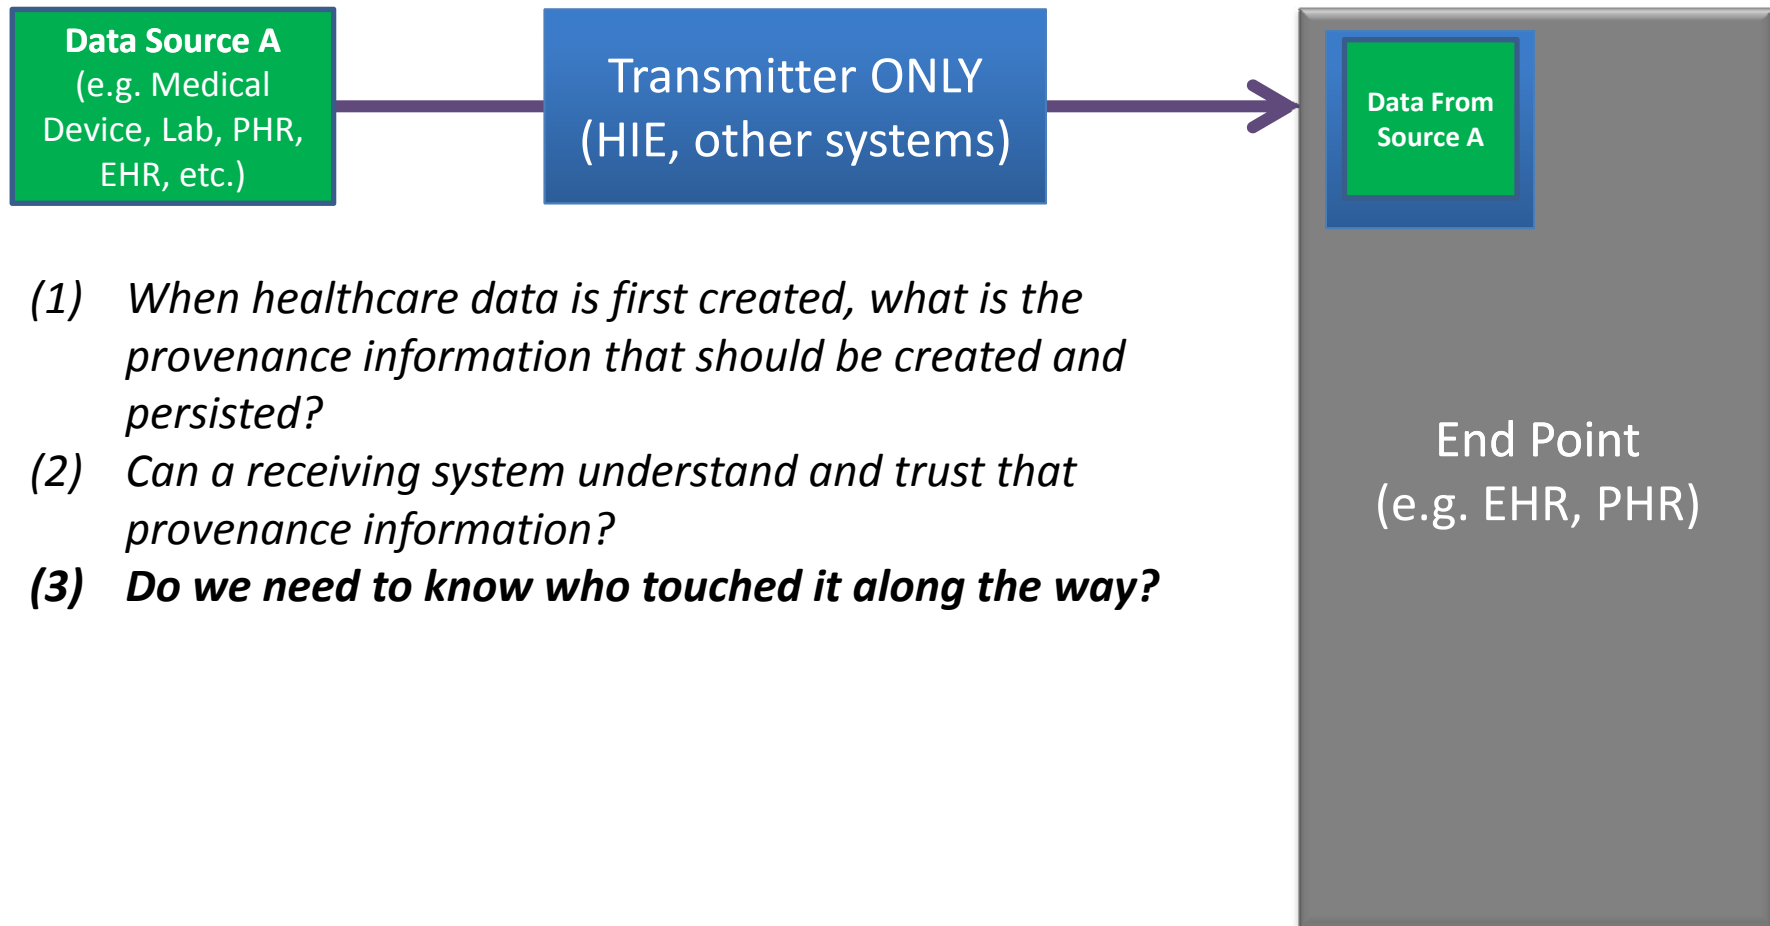 Data Source A
(e.g. Medical
Device, Lab, PHR,
EHR, etc.)
Transmitter ONLY
(HIE, other systems)
Data From
Source A
(1) When healthcare data is first created, what is the
provenance information that should be created and
persisted?
(2) Can a receiving system understand and trust that
provenance information?
(3) Do we need to know who touched it along the way?
End Point
(e.g. EHR, PHR)